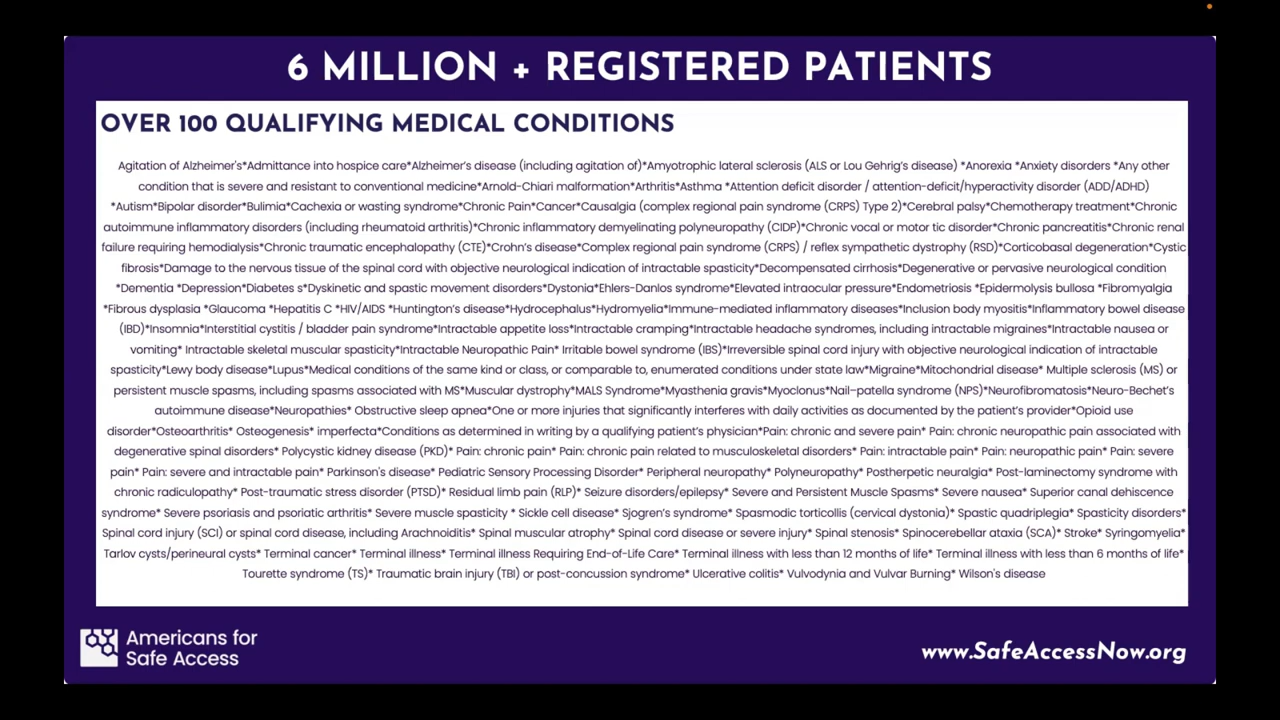 6 MILLION + REGISTERED PATIENTS
OVER 100 QUALIFYING MEDICAL CONDITIONS
Agitation of Alzheimer's*Admittance into hospice care*Alzheimer's disease (including agitation of)*Amyotrophic lateral sclerosis (ALS or Lou Gehrig's disease) *Anorexia *Anxiety disorders *Any other
condition that is severe and resistant to conventional medicine*Arnold-Chiari malformation*Arthritis*Asthma *Attention deficit disorder / attention-deficit/hyperactivity disorder (ADD/ADHD)
*Autism*Bipolar disorder*Bulimia*Cachexia or wasting syndrome*Chronic Pain*Cancer*Causalgia (complex regional pain syndrome (CRPS) Type 2)*Cerebral palsy*Chemotherapy treatment*Chronic
autoimmune inflammatory disorders (including rheumatoid arthritis)*Chronic inflammatory demyelinating polyneuropathy (CIDP)*Chronic vocal or motor tic disorder*Chronic pancreatitis*Chronic renal
failure requiring hemodialysis*Chronic traumatic encephalopathy (CTE)*Crohn's disease*Complex regional pain syndrome (CRPS) / reflex sympathetic dystrophy (RSD)*Corticobasal degeneration*Cystic
fibrosis*Damage to the nervous tissue of the spinal cord with objective neurological indication of intractable spasticity*Decompensated cirrhosis*Degenerative or pervasive neurological condition
*Dementia *Depression*Diabetes s*Dyskinetic and spastic movement disorders*Dystonia*Ehlers-Danlos syndrome*Elevated intraocular pressure*Endometriosis *Epidermolysis bullosa *Fibromyalgia
*Fibrous dysplasia *Glaucoma *Hepatitis C *HIV/AIDS *Huntington's disease*Hydrocephalus*Hydromyelia*Immune-mediated inflammatory diseases*Inclusion body myositis*Inflammatory bowel disease
(IBD)*Insomnia*Interstitial cystitis / bladder pain syndrome*Intractable appetite loss*Intractable cramping*Intractable headache syndromes, including intractable migraines*Intractable nausea or
vomiting* Intractable skeletal muscular spasticity*Intractable Neuropathic Pain* Irritable bowel syndrome (IBS)*Irreversible spinal cord injury with objective neurological indication of intractable
spasticity*Lewy body disease*Lupus*Medical conditions of the same kind or class, or comparable to, enumerated conditions under state law*Migraine*Mitochondrial disease* Multiple sclerosis (MS) or
persistent muscle spasms, including spasms associated with MS*Muscular dystrophy*MALS Syndrome*Myasthenia gravis*Myoclonus*Nail–patella syndrome (NPS)*Neurofibromatosis*Neuro-Bechet's
autoimmune disease*Neuropathies* Obstructive sleep apnea*One or more injuries that significantly interferes with daily activities as documented by the patient's provider*Opioid use
disorder*Osteoarthritis* Osteogenesis* imperfecta*Conditions as determined in writing by a qualifying patient's physician*Pain: chronic and severe pain* Pain: chronic neuropathic pain associated with
degenerative spinal disorders* Polycystic kidney disease (PKD)* Pain: chronic pain* Pain: chronic pain related to musculoskeletal disorders* Pain: intractable pain* Pain: neuropathic pain* Pain: severe
pain* Pain: severe and intractable pain* Parkinson's disease* Pediatric Sensory Processing Disorder* Peripheral neuropathy* Polyneuropathy* Postherpetic neuralgia* Post-laminectomy syndrome with
chronic radiculopathy* Post-traumatic stress disorder (PTSD)* Residual limb pain (RLP)* Seizure disorders/epilepsy* Severe and Persistent Muscle Spasms* Severe nausea* Superior canal dehiscence
syndrome* Severe psoriasis and psoriatic arthritis* Severe muscle spasticity * Sickle cell disease* Sjogren's syndrome* Spasmodic torticollis (cervical dystonia)* Spastic quadriplegia* Spasticity disorders*
Spinal cord injury (SCI) or spinal cord disease, including Arachnoiditis* Spinal muscular atrophy* Spinal cord disease or severe injury* Spinal stenosis* Spinocerebellar ataxia (SCA)* Stroke* Syringomyelia*
Tarlov cysts/perineural cysts* Terminal cancer* Terminal illness* Terminal illness Requiring End-of-Life Care* Terminal illness with less than 12 months of life* Terminal illness with less than 6 months of life*
Tourette syndrome (TS)* Traumatic brain injury (TBI) or post-concussion syndrome* Ulcerative colitis* Vulvodynia and Vulvar Burning* Wilson's disease
Americans for
Safe Access
www.SafeAccessNow.org